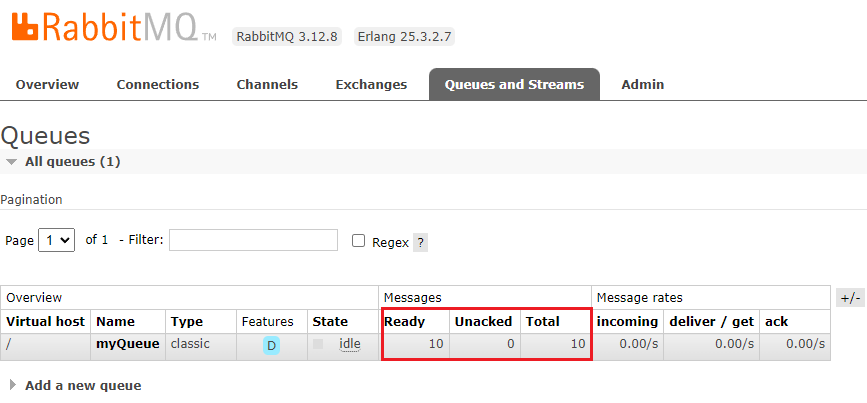 RabbitMQ TM RabbitMQ 3.12.8 Erlang 25.3.2.7
Overview Connections Channels Exchanges Queues and Streams Admin
Queues
All queues (1)
Pagination
Page 1 of 1 - Filter: Regex ?
Overview Messages Message rates +/-
Virtual host Name Type Features State Ready Unacked Total incoming deliver / get ack
/ myQueue classic D idle 10 0 10 0.00/s 0.00/s 0.00/s
Add a new queue